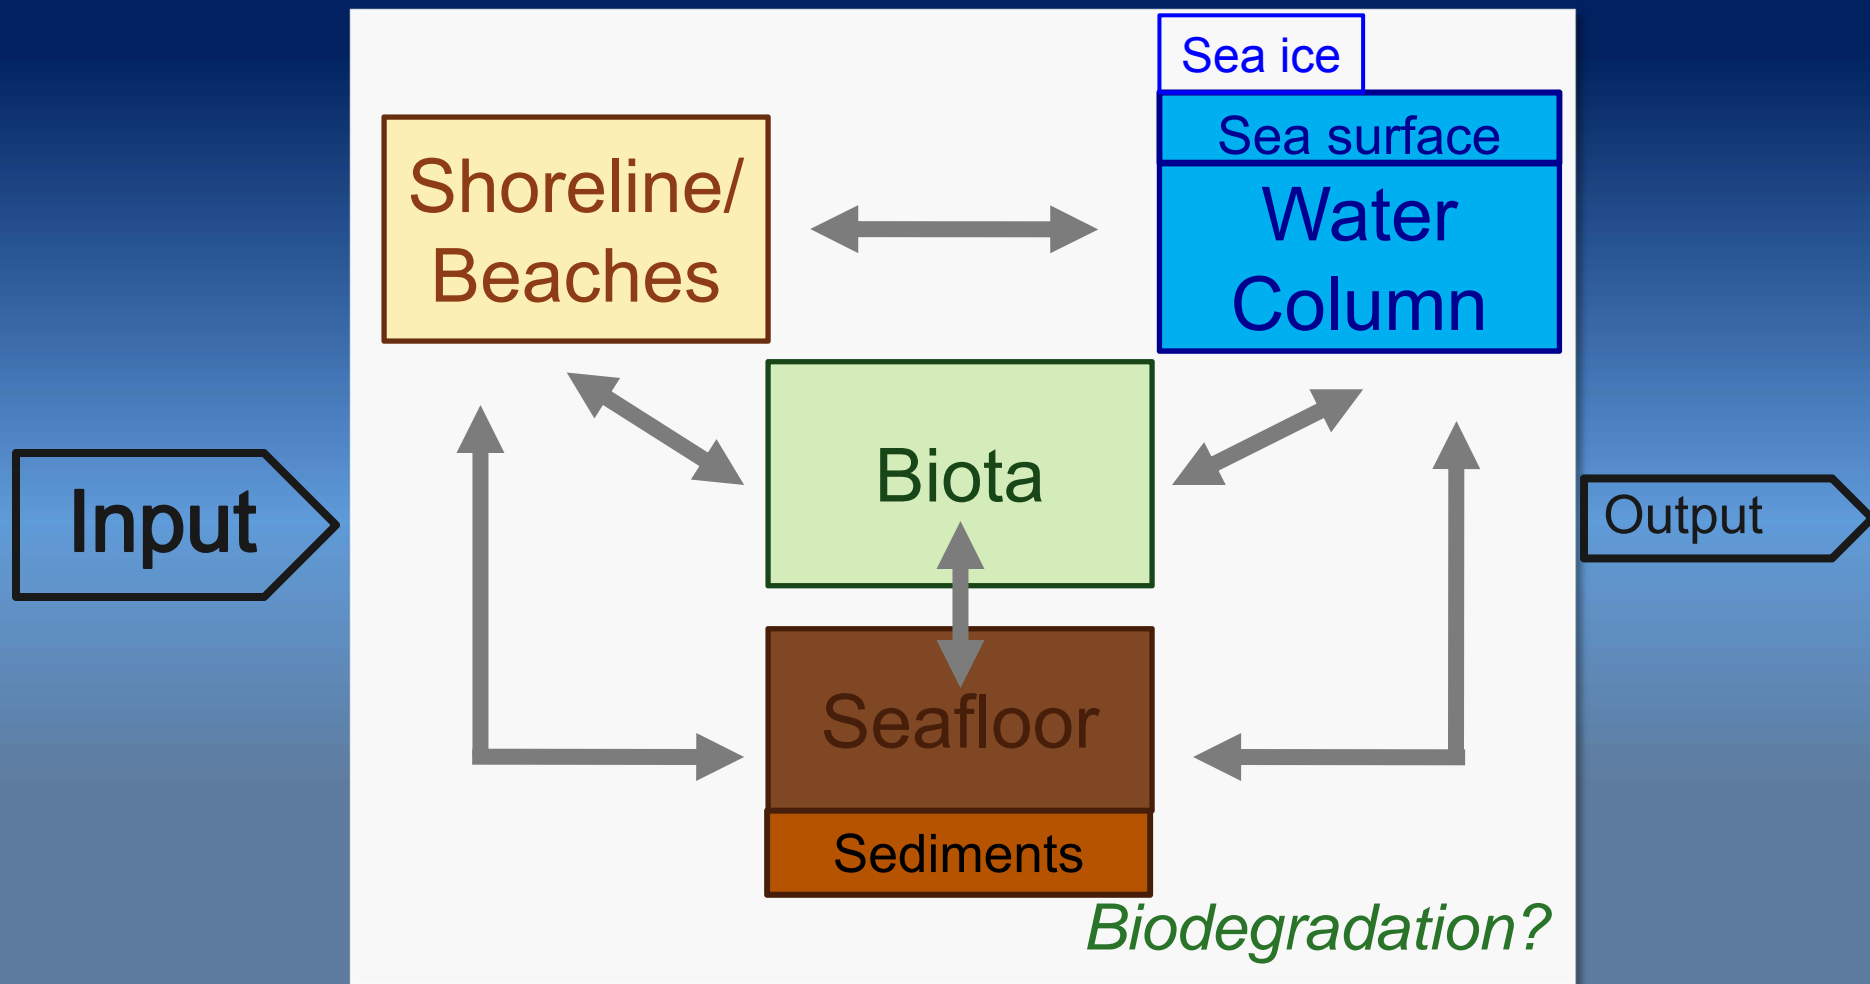 Sea ice
Sea surface
Shoreline/
Beaches
Water
Column
Biota
Input
Output
Seafloor
Sediments
Biodegradation?